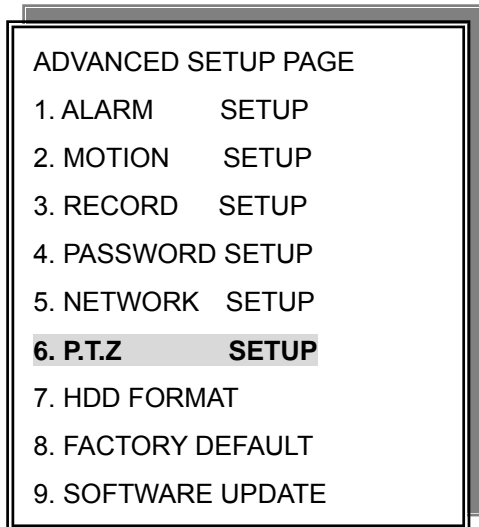 ADVANCED SETUP PAGE
1. ALARM SETUP
2. MOTION SETUP
3. RECORD SETUP
4. PASSWORD SETUP
5. NETWORK SETUP
6. P.T.Z SETUP
7. HDD FORMAT
8. FACTORY DEFAULT
9. SOFTWARE UPDATE